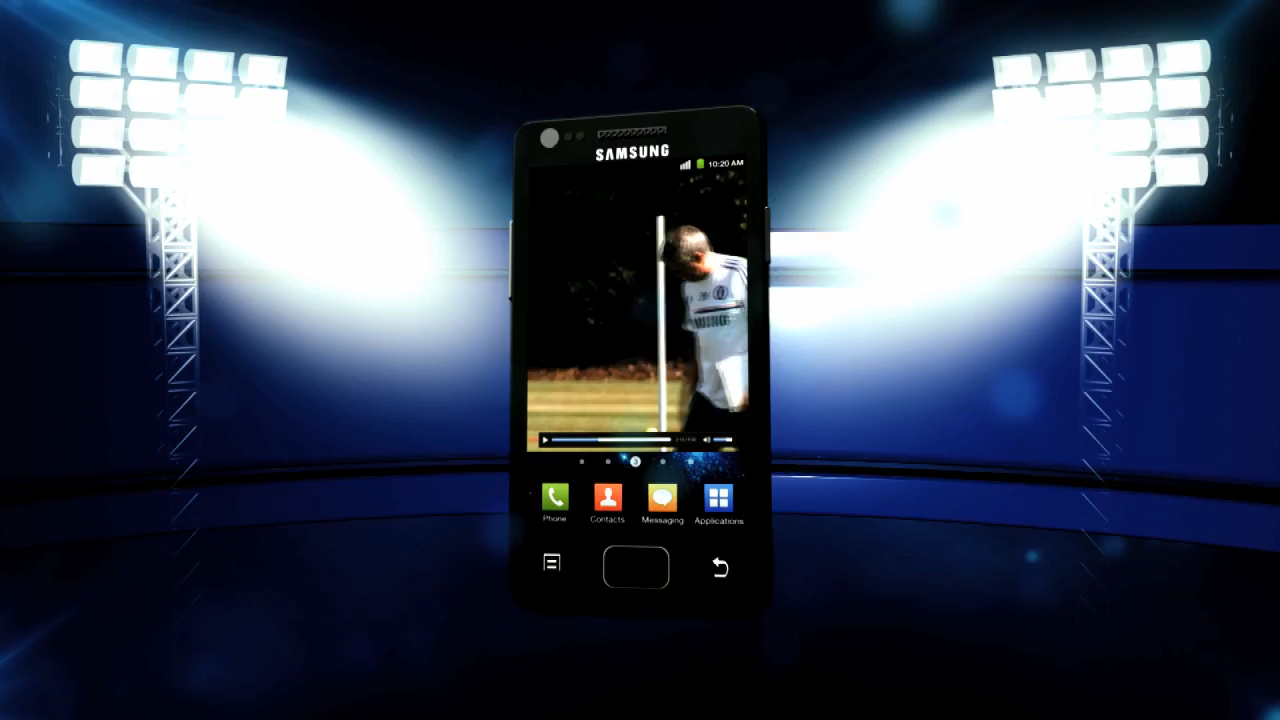 SAMSUNG
10:20 AM
Phone
Contacts
Messaging
Applications